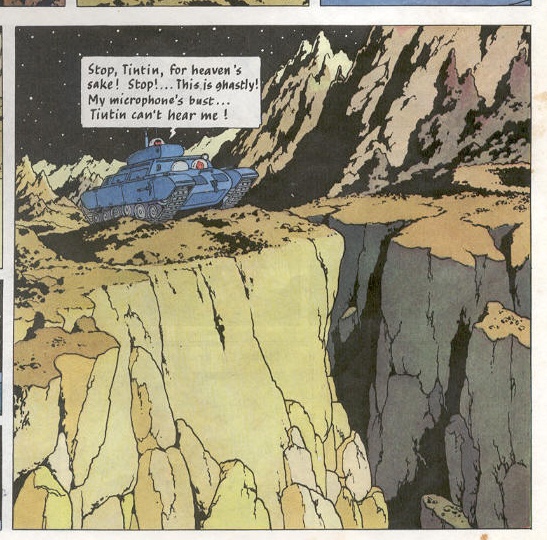 Stop, Tintin, for heaven's
sake! Stop!... This is ghastly!
My microphone's bust...
Tintin can't hear me!